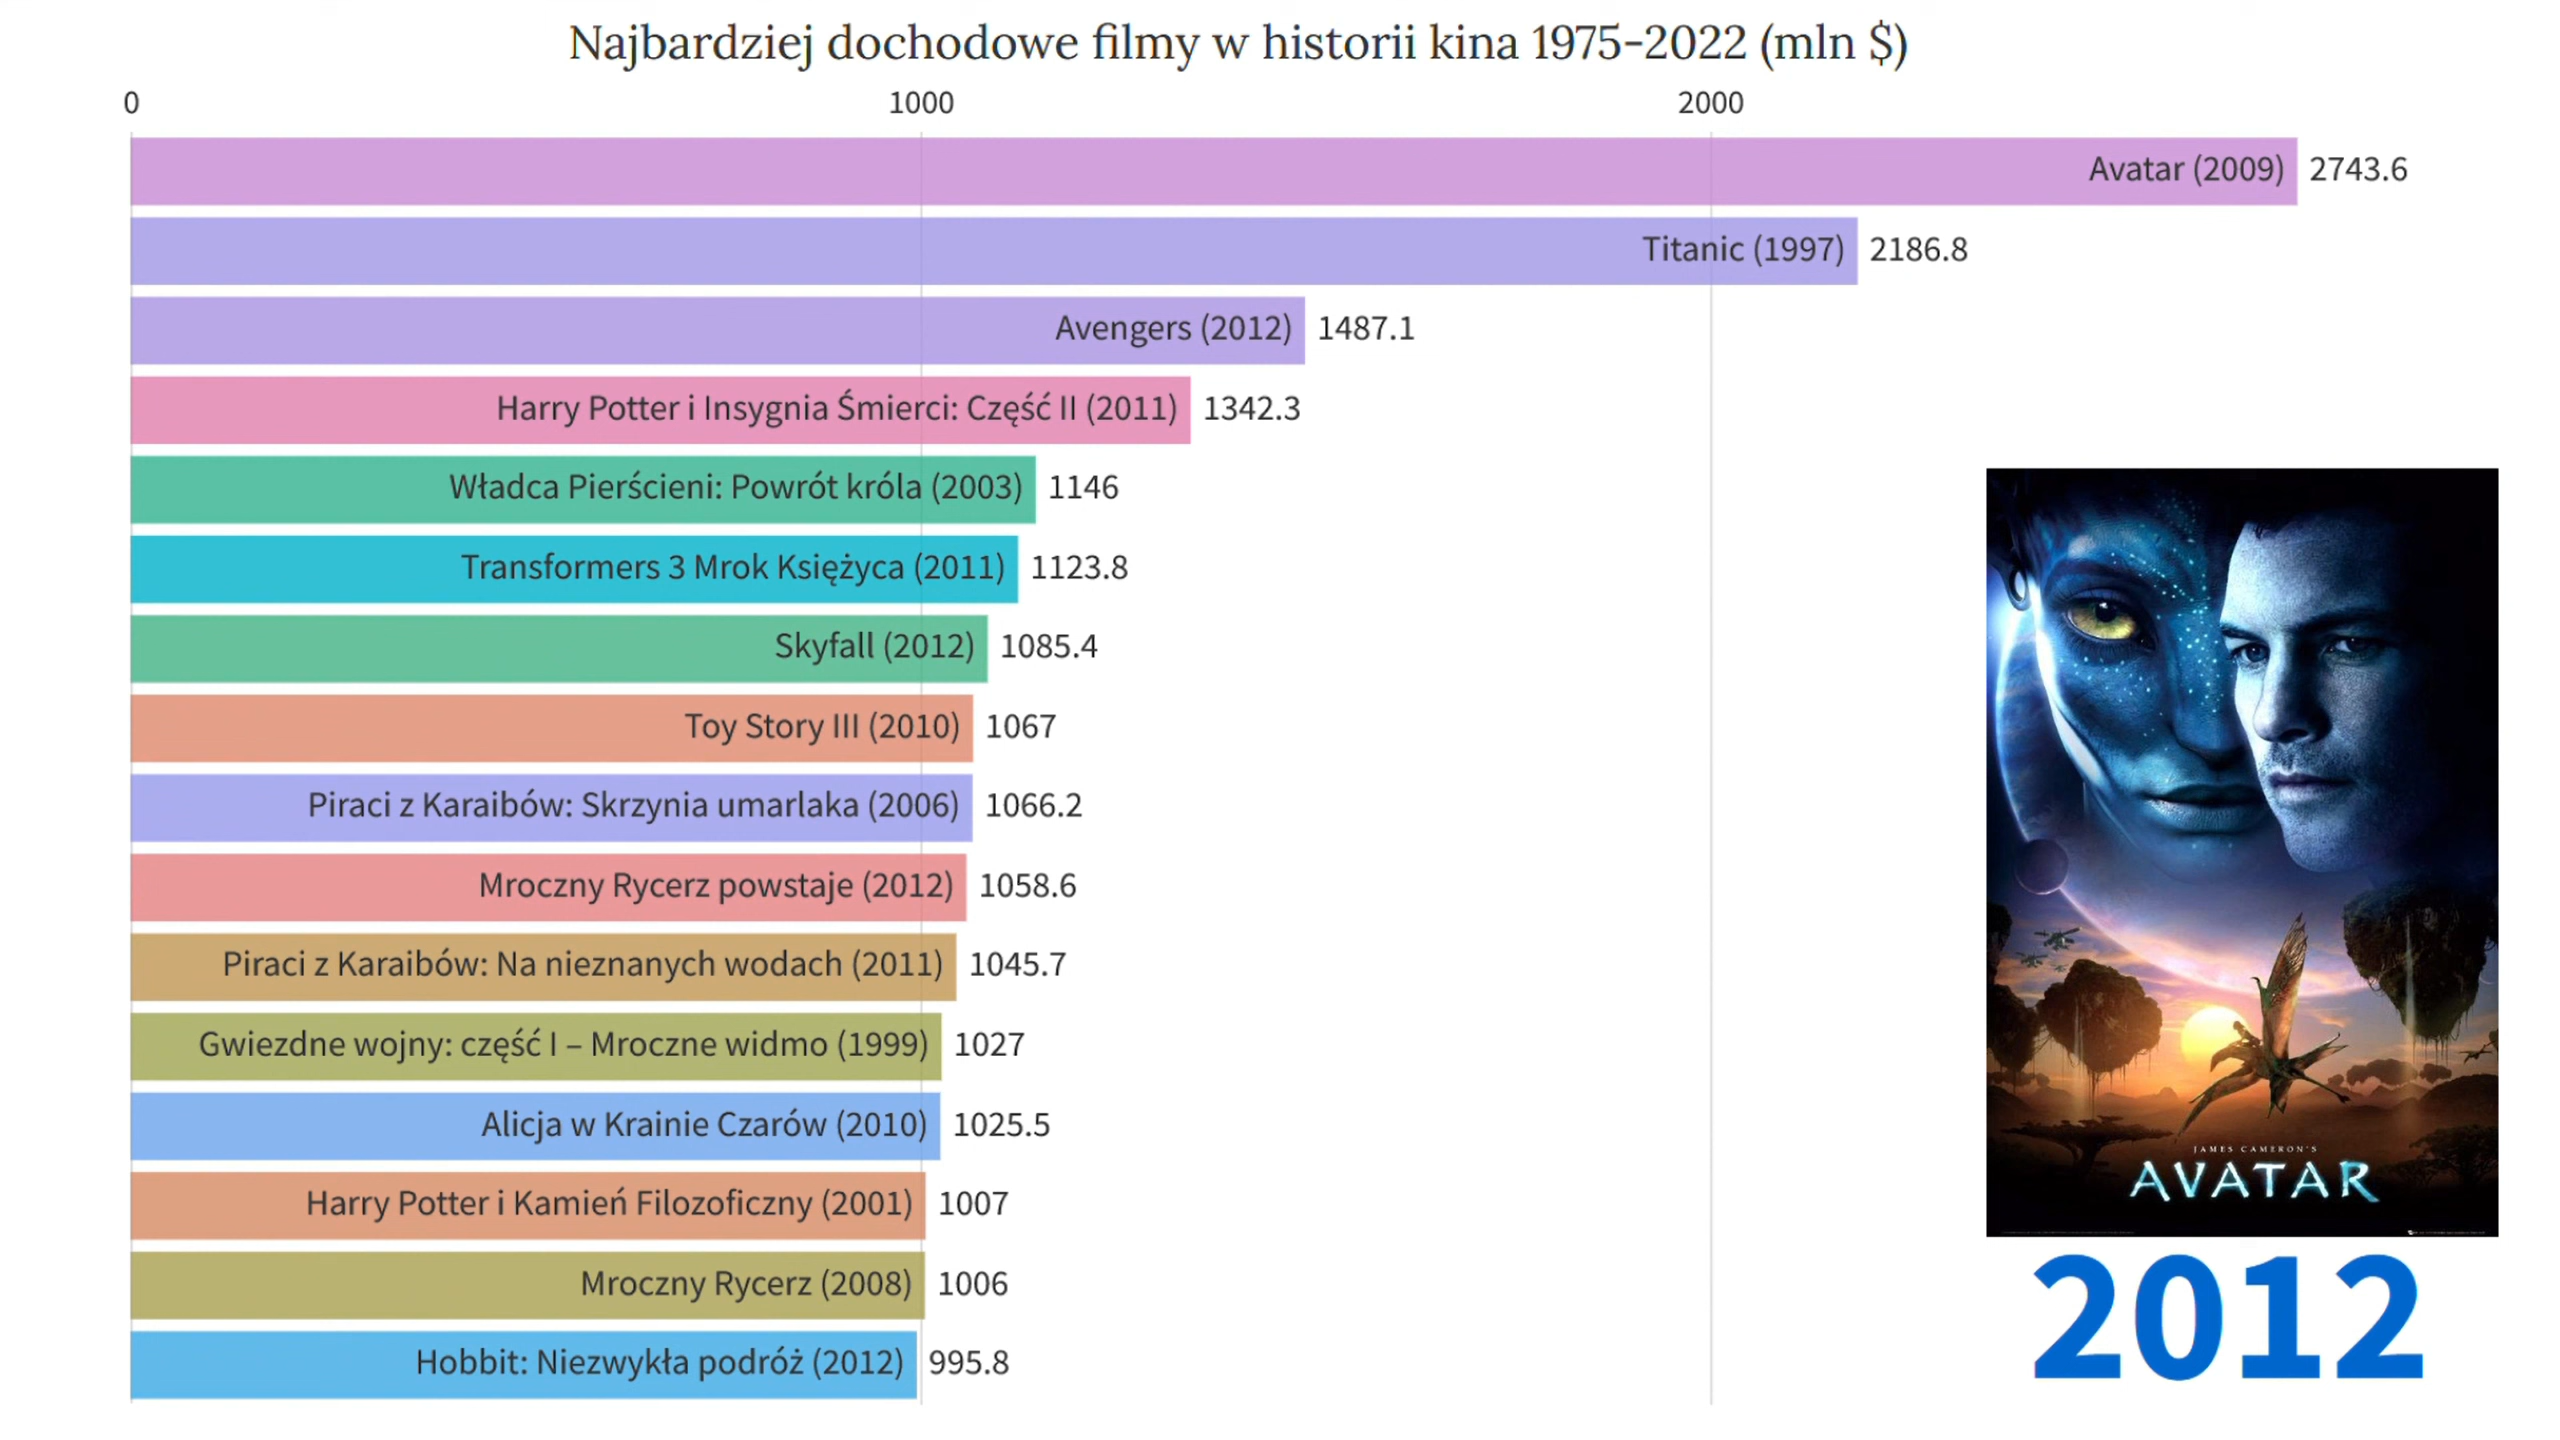 Najbardziej dochodowe filmy w historii kina 1975-2022 (mln $)
0 1000 2000
Avatar (2009) 2743.6
Titanic (1997) 2186.8
Avengers (2012) 1487.1
Harry Potter i Insygnia Śmierci: Część II (2011) 1342.3
Władca Pierścieni: Powrót króla (2003) 1146
Transformers 3 Mrok Księżyca (2011) 1123.8
Skyfall (2012) 1085.4
Toy Story III (2010) 1067
Piraci z Karaibów: Skrzynia umarlaka (2006) 1066.2
Mroczny Rycerz powstaje (2012) 1058.6
Piraci z Karaibów: Na nieznanych wodach (2011) 1045.7
Gwiezdne wojny: część I – Mroczne widmo (1999) 1027
Alicja w Krainie Czarów (2010) 1025.5
Harry Potter i Kamień Filozoficzny (2001) 1007
Mroczny Rycerz (2008) 1006
Hobbit: Niezwykła podróż (2012) 995.8
JAMES CAMERON'S
AVATAR
2012